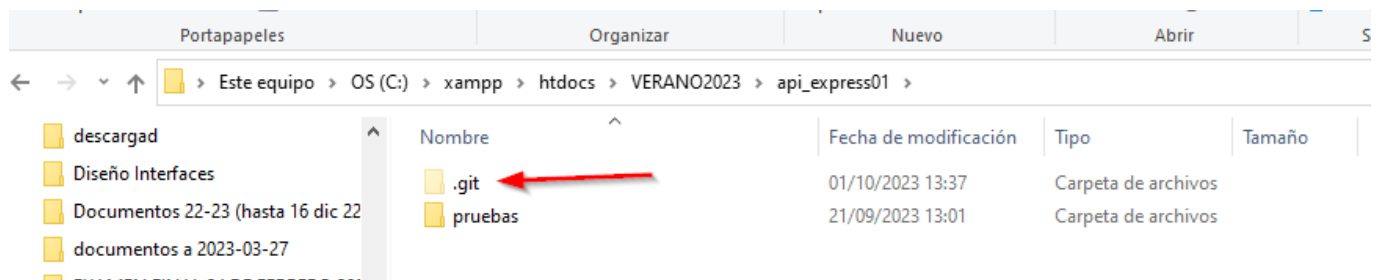 Portapapeles Organizar Nuevo Abrir S
Este equipo > OS (C:) > xampp > htdocs > VERANO2023 > api_express01 >
descargad
Diseño Interfaces
Documentos 22-23 (hasta 16 dic 22
documentos a 2023-03-27
Nombre Fecha de modificación Tipo Tamaño
.git 01/10/2023 13:37 Carpeta de archivos
pruebas 21/09/2023 13:01 Carpeta de archivos